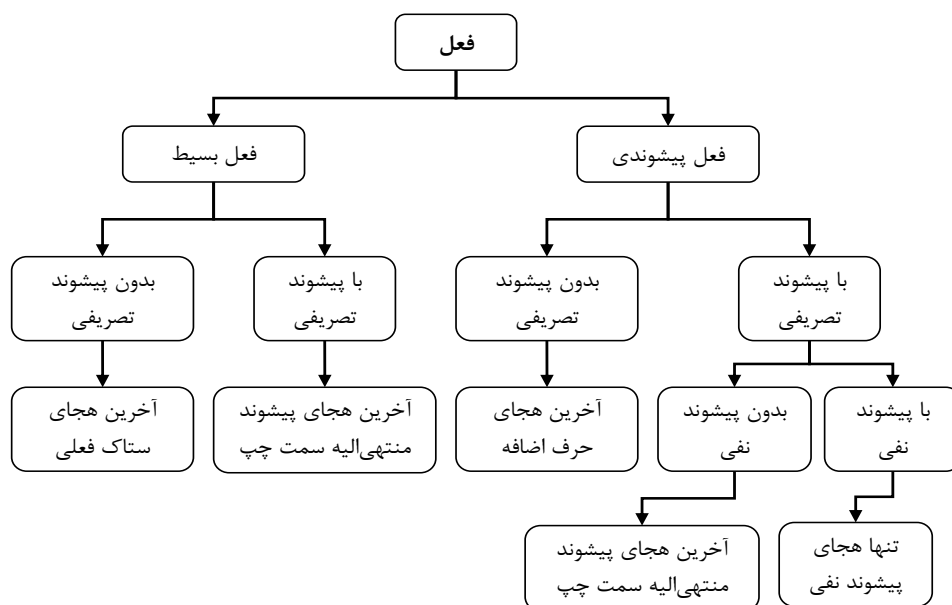 فعل
فعل پیشوندی
فعل بسیط
با پیشوند
تصریفی
بدون پیشوند
تصریفی
با پیشوند
تصریفی
بدون پیشوند
تصریفی
با پیشوند
نفی
بدون پیشوند
نفی
آخرین هجای
حرف اضافه
آخرین هجای پیشوند
منتهی‌الیه سمت چپ
آخرین هجای
ستاک فعلی
تنها هجای
پیشوند نفی
آخرین هجای پیشوند
منتهی‌الیه سمت چپ